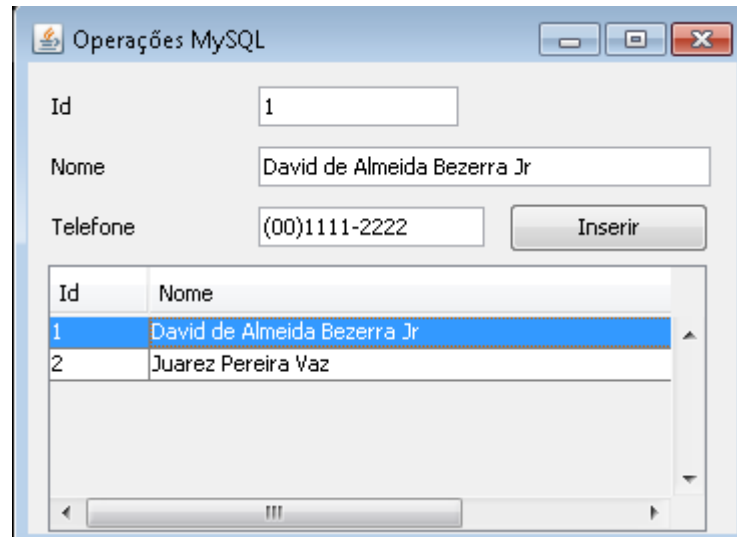 Operações MySQL
Id 1
Nome David de Almeida Bezerra Jr
Telefone (00)1111-2222 Inserir
Id Nome
1 David de Almeida Bezerra Jr
2 Juarez Pereira Vaz